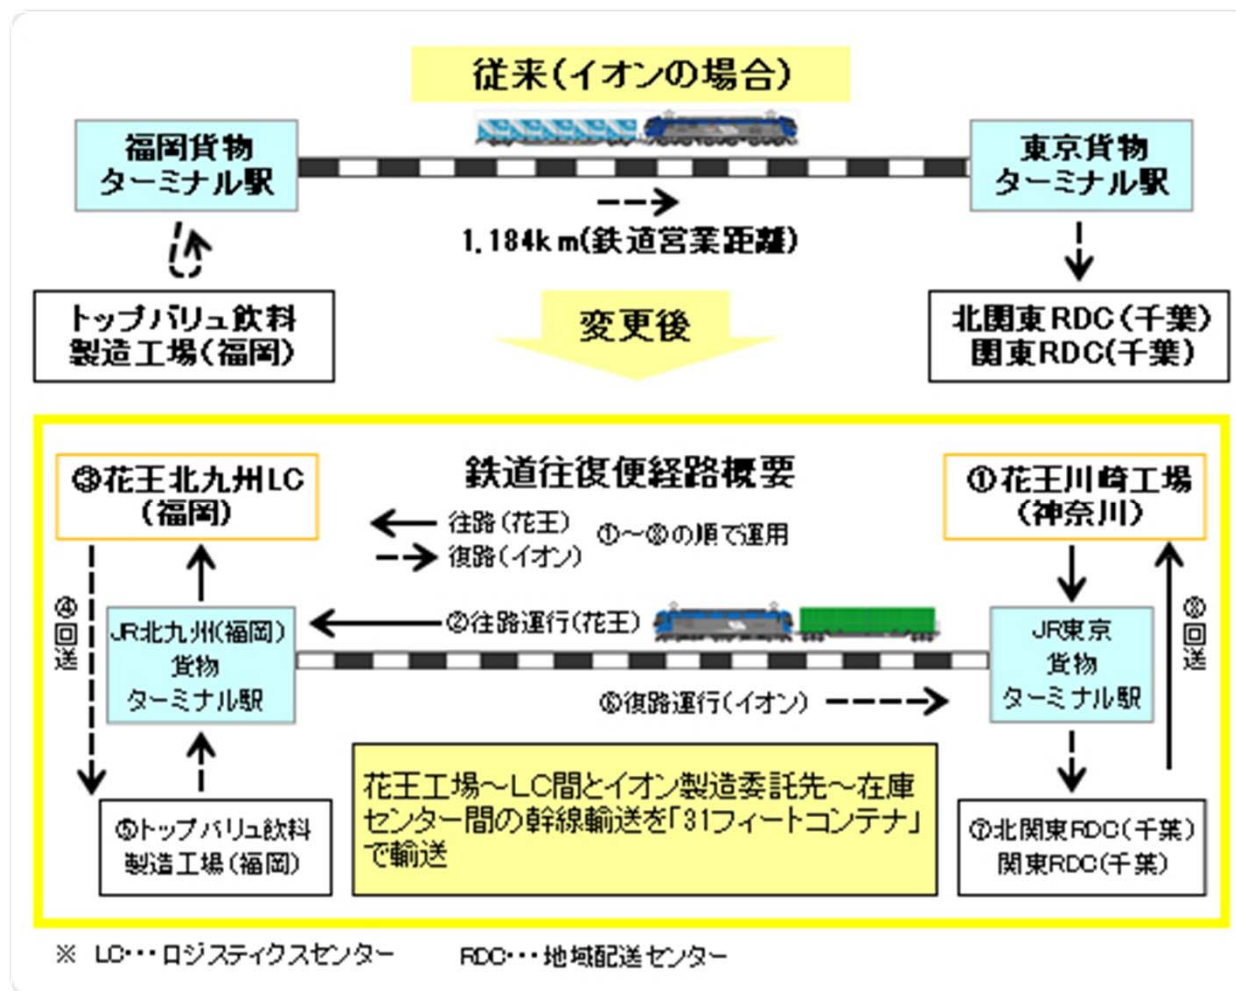 従来(イオンの場合)
福岡貨物
ターミナル駅
東京貨物
ターミナル駅
1,184km(鉄道営業距離)
トップバリュ飲料
製造工場(福岡)
変更後
北関東RDC(千葉)
関東RDC(千葉)
鉄道往復便経路概要
③花王北九州LC
(福岡)
往路(花王)
復路(イオン)
①～⑧の順で運用
①花王川崎工場
(神奈川)
④回送
JR北九州(福岡)
貨物
ターミナル駅
②往路運行(花王)
⑥復路運行(イオン)
JR東京
貨物
ターミナル駅
⑧回送
⑤トップバリュ飲料
製造工場(福岡)
花王工場～LC間とイオン製造委託先～在庫
センター間の幹線輸送を「31フィートコンテナ」
で輸送
⑦北関東RDC(千葉)
関東RDC(千葉)
※ LC･･･ロジスティクスセンター RDC･･･地域配送センター